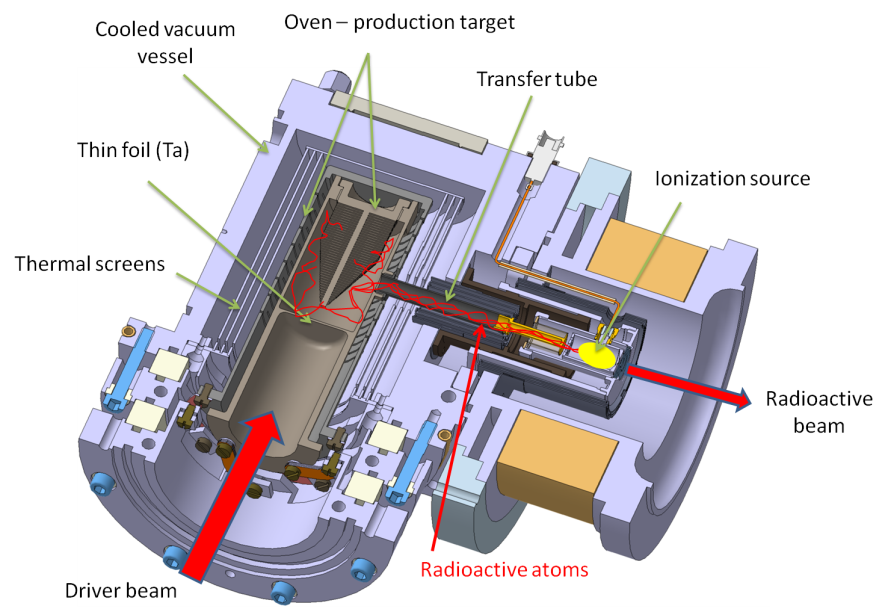 Oven – production target
Cooled vacuum
vessel
Transfer tube
Thin foil (Ta)
Ionization source
Thermal screens
Radioactive
beam
Radioactive atoms
Driver beam